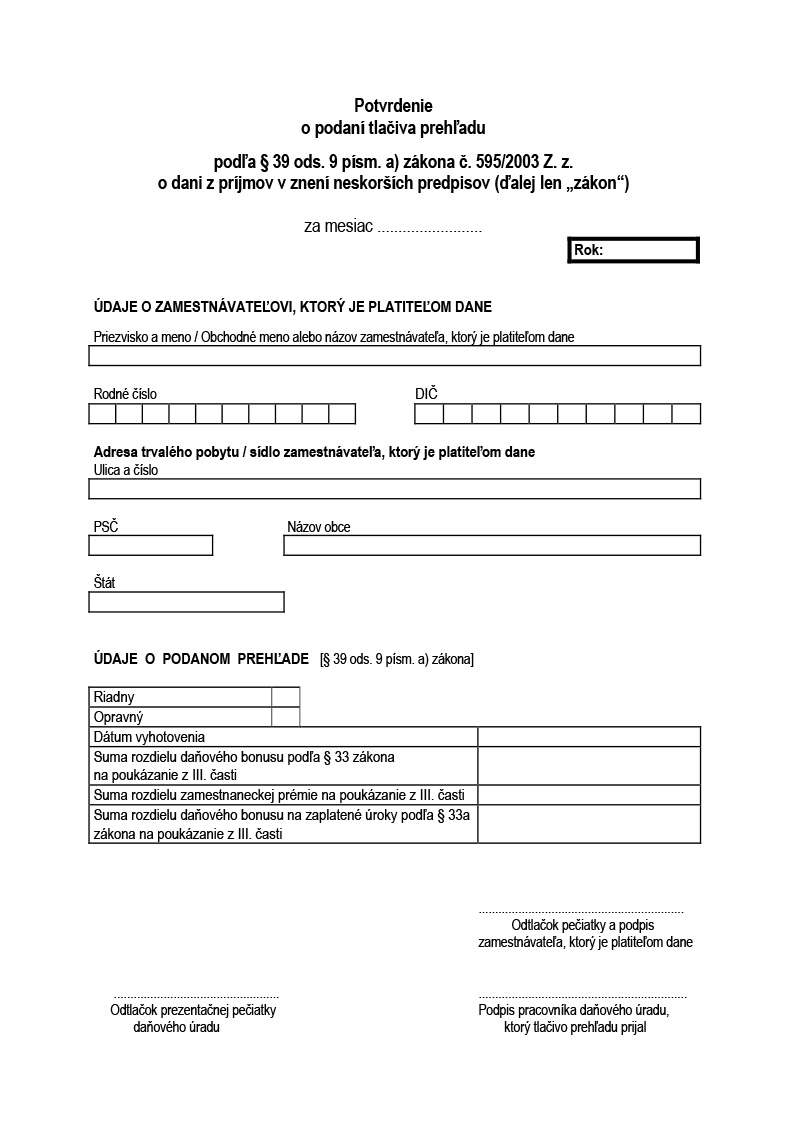 Potvrdenie
o podaní tlačiva prehľadu
podľa § 39 ods. 9 písm. a) zákona č. 595/2003 Z. z.
o dani z príjmov v znení neskorších predpisov (ďalej len „zákon“)
za mesiac .........................
Rok:
ÚDAJE O ZAMESTNÁVATEĽOVI, KTORÝ JE PLATITEĽOM DANE
Priezvisko a meno / Obchodné meno alebo názov zamestnávateľa, ktorý je platiteľom dane
Rodné číslo DIČ
Adresa trvalého pobytu / sídlo zamestnávateľa, ktorý je platiteľom dane
Ulica a číslo
PSČ Názov obce
Štát
ÚDAJE O PODANOM PREHĽADE [§ 39 ods. 9 písm. a) zákona]
Riadny
Opravný
Dátum vyhotovenia
Suma rozdielu daňového bonusu podľa § 33 zákona
na poukázanie z III. časti
Suma rozdielu zamestnaneckej prémie na poukázanie z III. časti
Suma rozdielu daňového bonusu na zaplatené úroky podľa § 33a
zákona na poukázanie z III. časti
..............................................................
Odtlačok pečiatky a podpis
zamestnávateľa, ktorý je platiteľom dane
.................................................. ...............................................................
Odtlačok prezentačnej pečiatky Podpis pracovníka daňového úradu,
daňového úradu ktorý tlačivo prehľadu prijal